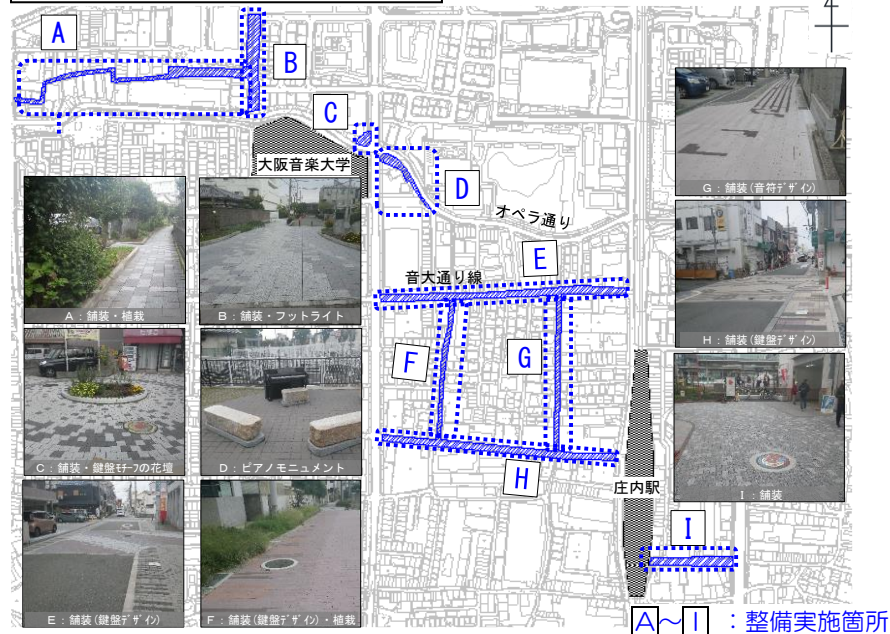 A
B
C
大阪音楽大学
D
オペラ通り
音大通り線
E
F
G
H
庄内駅
I
A：舗装・植栽
B：舗装・フットライト
C：舗装・鍵盤モチーフの花壇
D：ピアノモニュメント
E：舗装(鍵盤デザイン)
F：舗装(鍵盤デザイン)・植栽
G：舗装(音符デザイン)
H：舗装(鍵盤デザイン)
I：舗装
A～I ：整備実施箇所